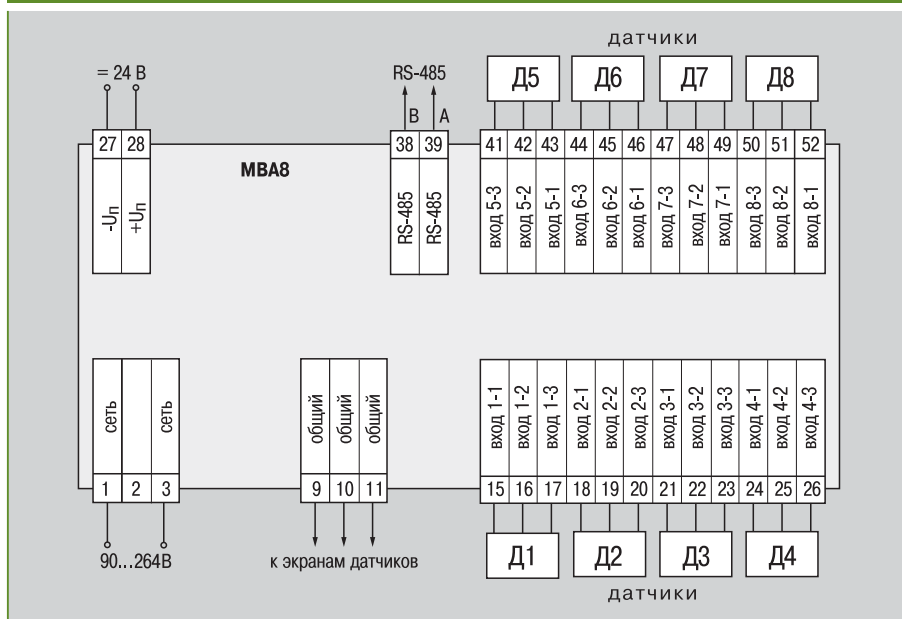 датчики
= 24 В
RS-485
Д5 Д6 Д7 Д8
B A
27 28 38 39 41 42 43 44 45 46 47 48 49 50 51 52
МВА8
-Uп
+Uп
RS-485
RS-485
вход 5-3
вход 5-2
вход 5-1
вход 6-3
вход 6-2
вход 6-1
вход 7-3
вход 7-2
вход 7-1
вход 8-3
вход 8-2
вход 8-1
сеть
сеть
общий
общий
общий
вход 1-1
вход 1-2
вход 1-3
вход 2-1
вход 2-2
вход 2-3
вход 3-1
вход 3-2
вход 3-3
вход 4-1
вход 4-2
вход 4-3
1 2 3 9 10 11 15 16 17 18 19 20 21 22 23 24 25 26
90...264В
к экранам датчиков
Д1 Д2 Д3 Д4
датчики